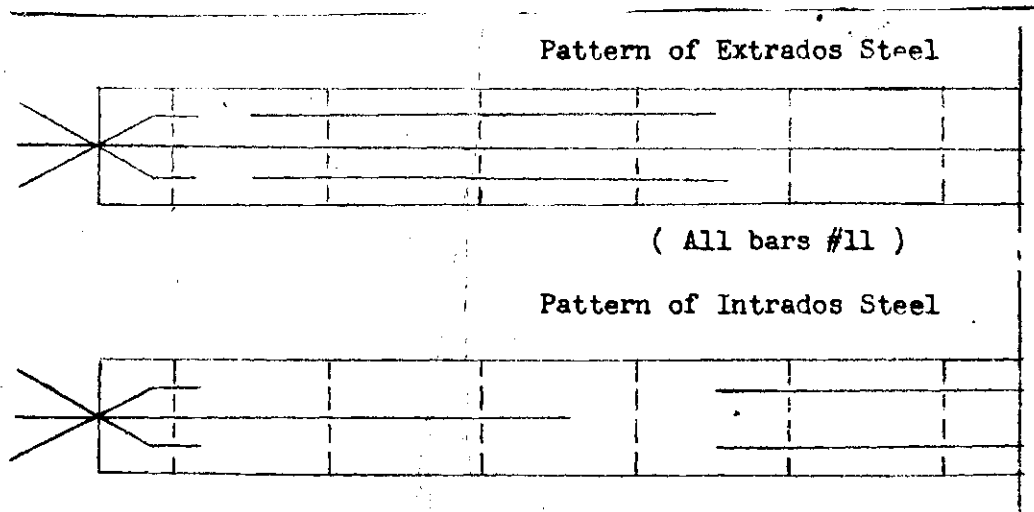 Pattern of Extrados Steel
( All bars #11 )
Pattern of Intrados Steel